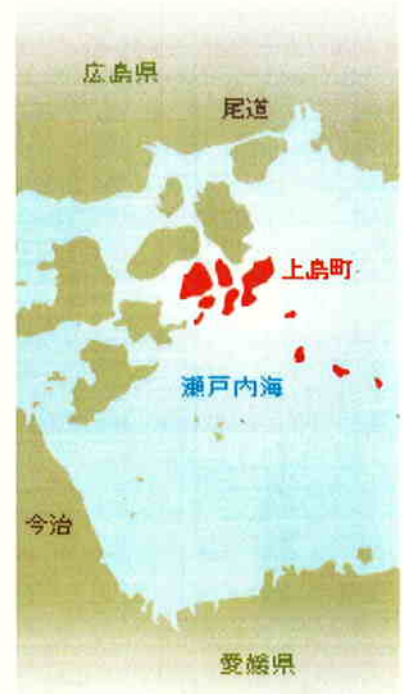 広島県
尾道
上島町
瀬戸内海
今治
愛媛県